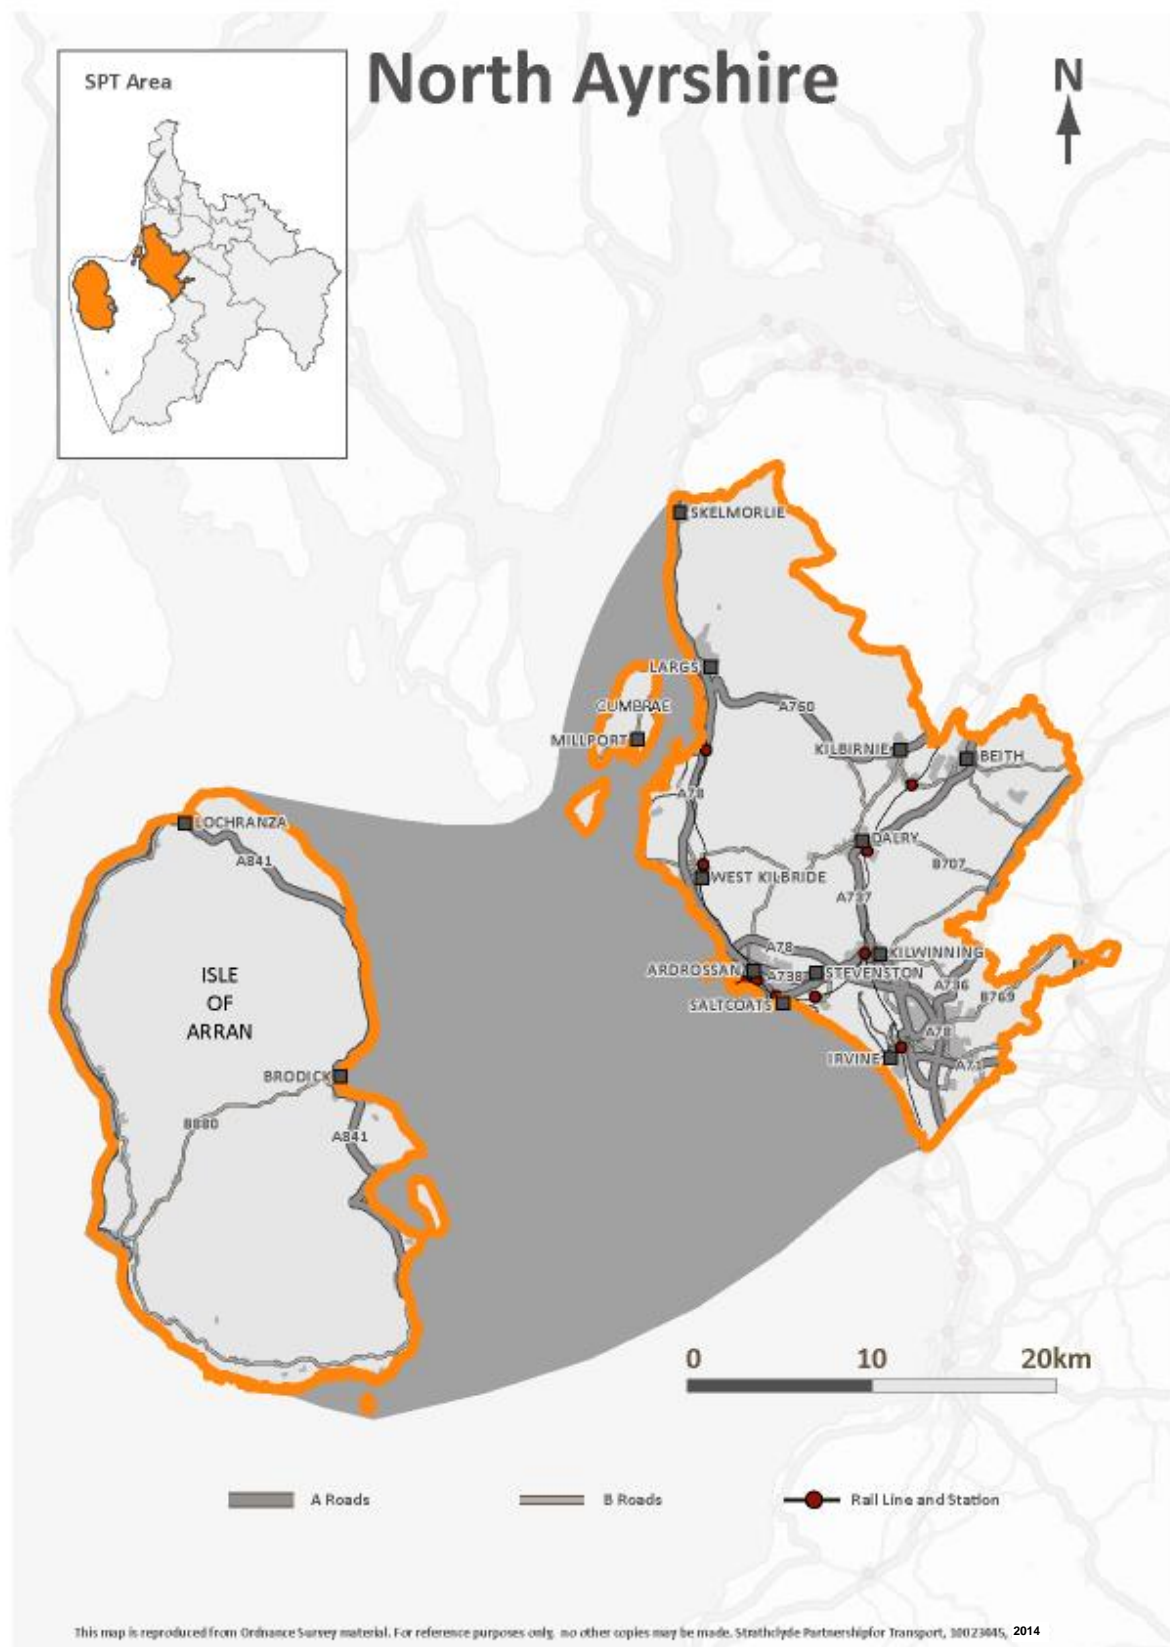 North Ayrshire
SPT Area
N
SKELMORLIE
LARGS
CUMBRAE
A760
MILLPORT
KILBIRNIE
BEITH
A78
LOCHRANZA
DALRY
A841
B707
WEST KILBRIDE
A737
A78
KILWINNING
ARDROSSAN
A738
STEVENSTON
ISLE
OF
ARRAN
A736
B769
SALTCOATS
A78
IRVINE
A71
BRODICK
B880
A841
0 10 20km
A Roads B Roads Rail Line and Station
This map is reproduced from Ordnance Survey material. For reference purposes only. no other copies may be made. Strathclyde Partnershipfor Transport, 10023445, 2014